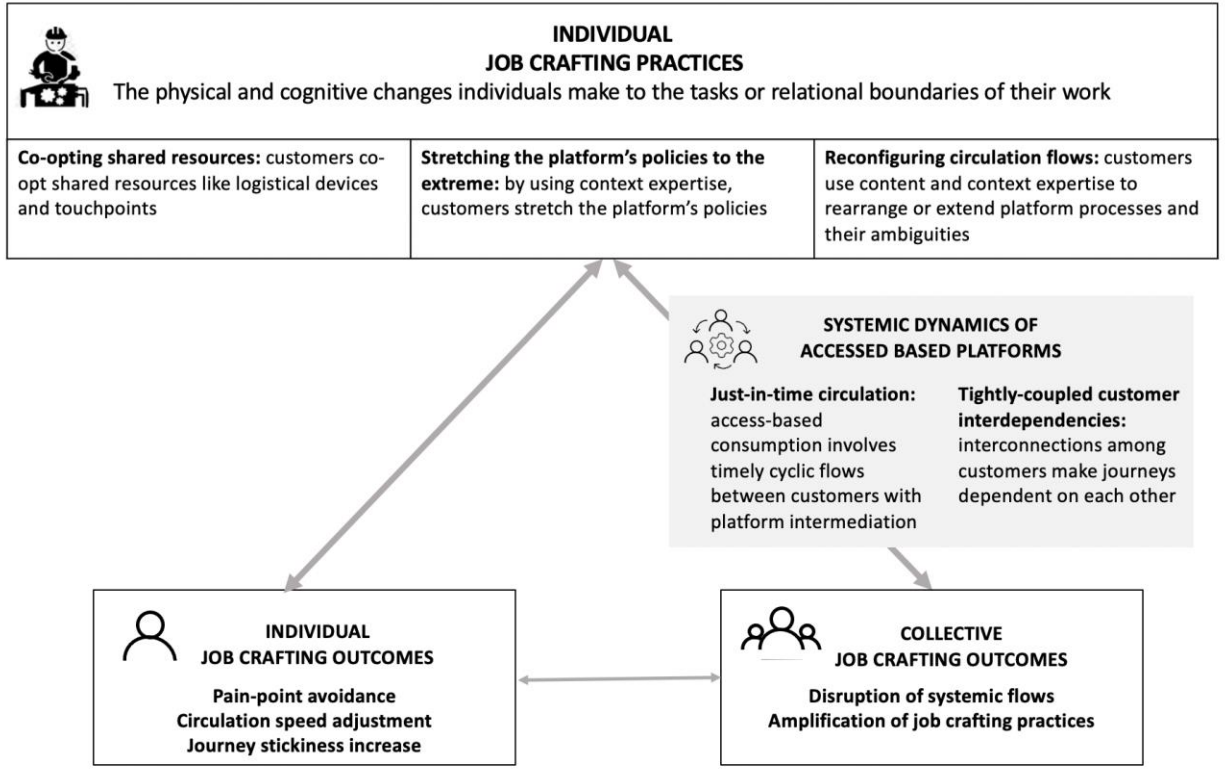 INDIVIDUAL
JOB CRAFTING PRACTICES
The physical and cognitive changes individuals make to the tasks or relational boundaries of their work
Co-opting shared resources: customers co-
opt shared resources like logistical devices
and touchpoints
Stretching the platform's policies to the
extreme: by using context expertise,
customers stretch the platform's policies
Reconfiguring circulation flows: customers
use content and context expertise to
rearrange or extend platform processes and
their ambiguities
SYSTEMIC DYNAMICS OF
ACCESSED BASED PLATFORMS
Just-in-time circulation:
access-based
consumption involves
timely cyclic flows
between customers with
platform intermediation
Tightly-coupled customer
interdependencies:
interconnections among
customers make journeys
dependent on each other
INDIVIDUAL
JOB CRAFTING OUTCOMES
Pain-point avoidance
Circulation speed adjustment
Journey stickiness increase
COLLECTIVE
JOB CRAFTING OUTCOMES
Disruption of systemic flows
Amplification of job crafting practices